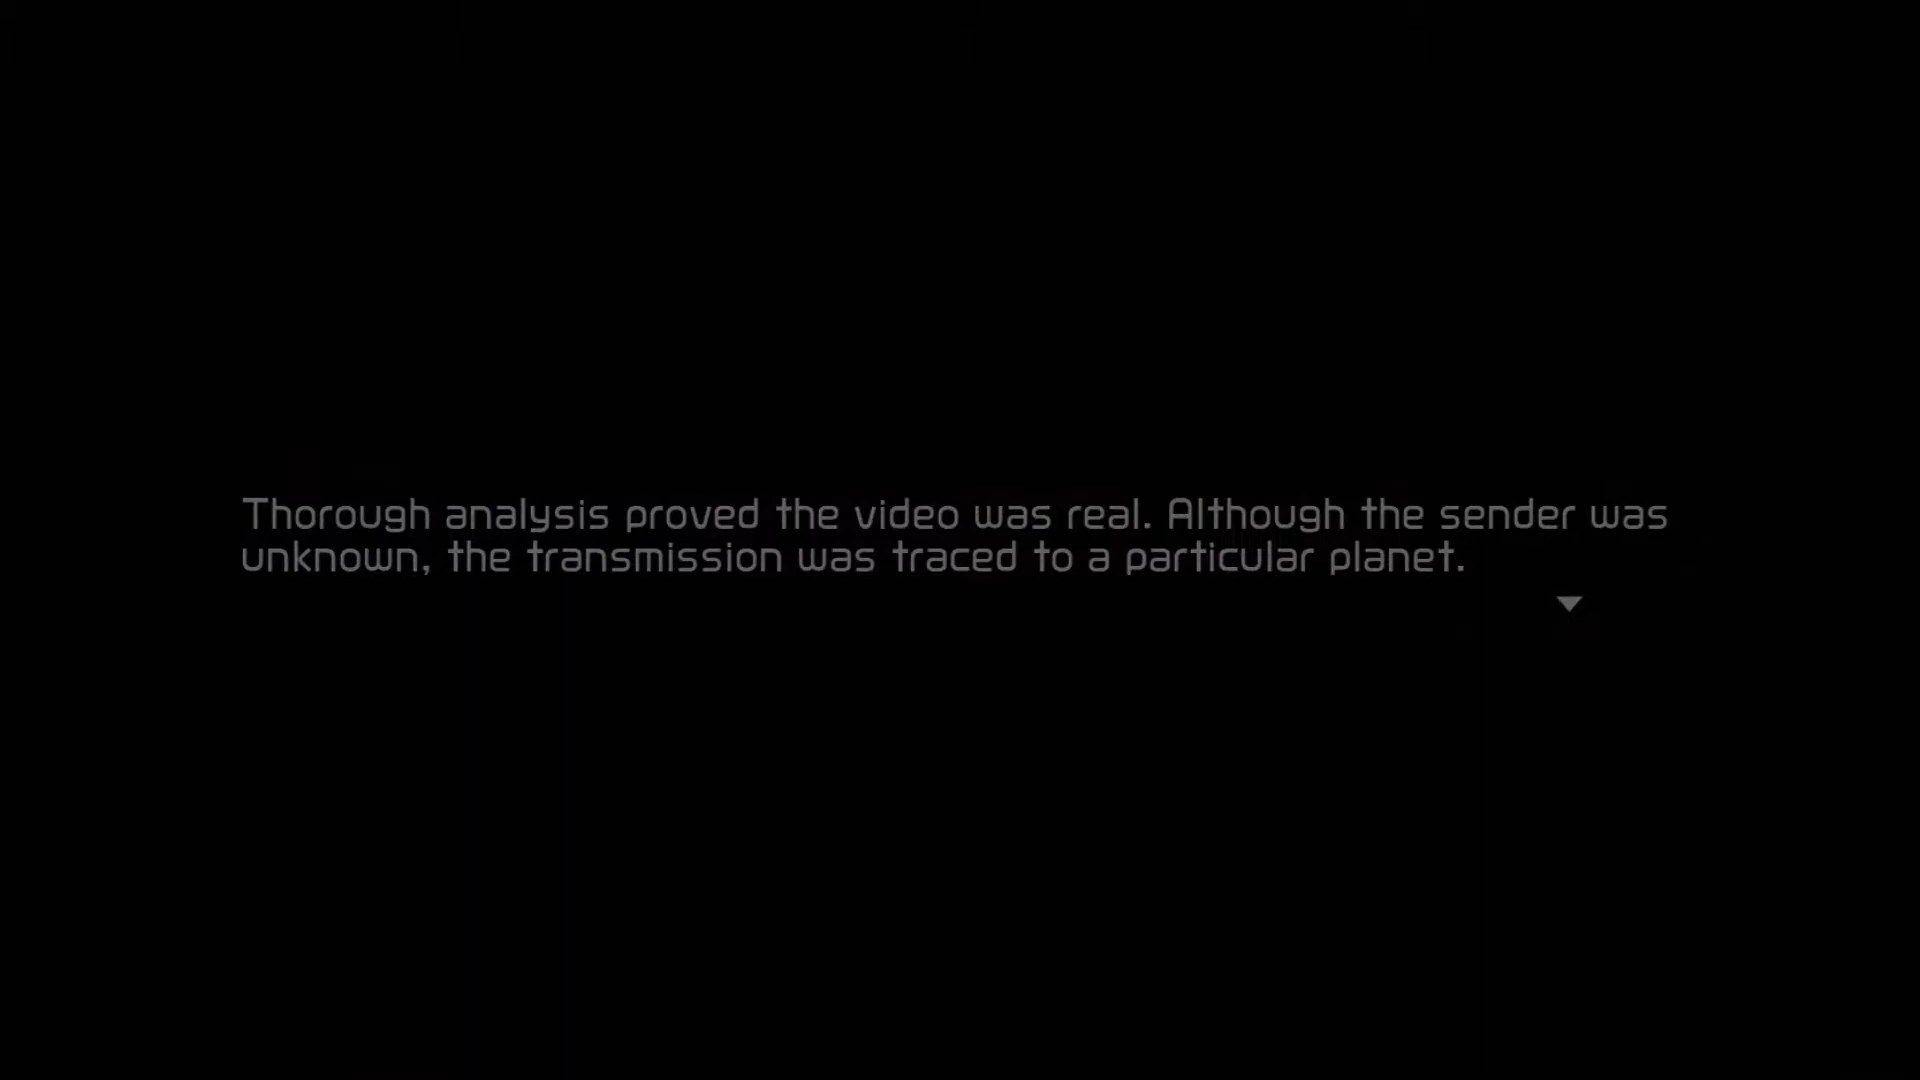 Thorough analysis proved the video was real. Although the sender was
unknown, the transmission was traced to a particular planet.